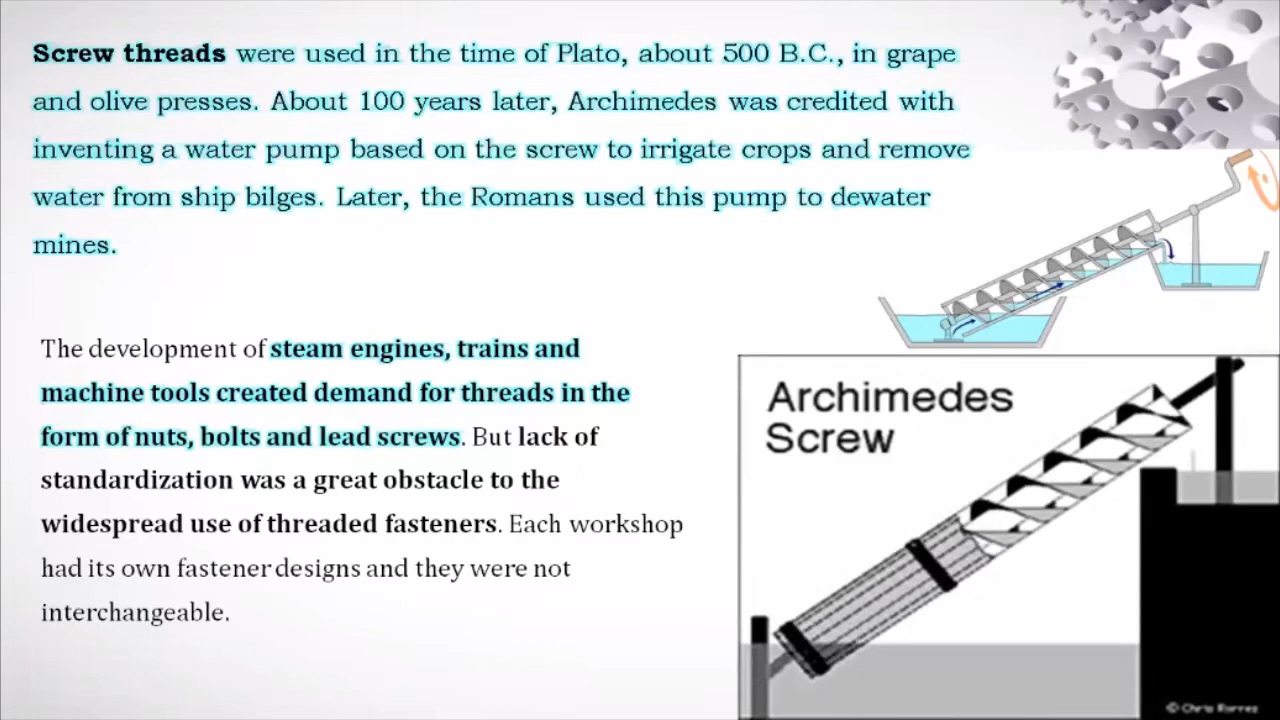 Screw threads were used in the time of Plato, about 500 B.C., in grape
and olive presses. About 100 years later, Archimedes was credited with
inventing a water pump based on the screw to irrigate crops and remove
water from ship bilges. Later, the Romans used this pump to dewater
mines.
The development of steam engines, trains and
machine tools created demand for threads in the
form of nuts, bolts and lead screws. But lack of
standardization was a great obstacle to the
widespread use of threaded fasteners. Each workshop
had its own fastener designs and they were not
interchangeable.
Archimedes
Screw
© Chris Rorres